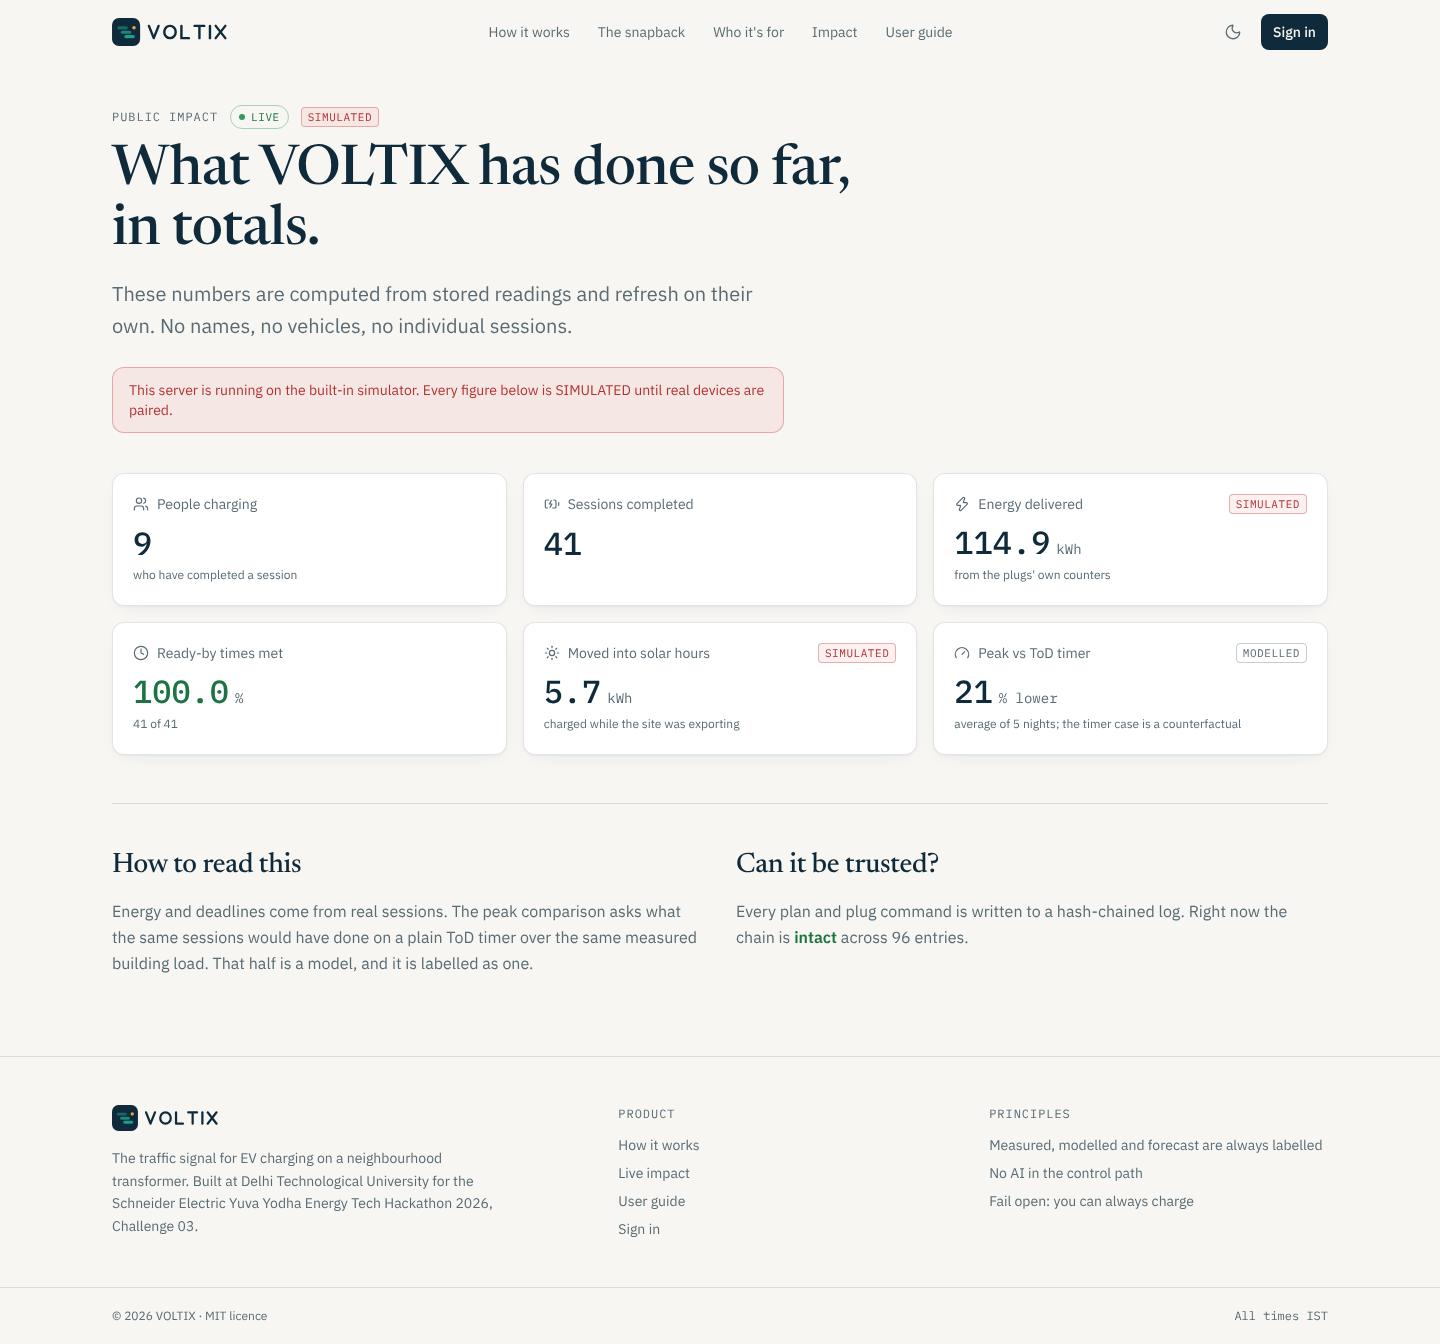 VOLTIX
How it works
The snapback
Who it's for
Impact
User guide
Sign in
PUBLIC IMPACT
LIVE
SIMULATED
What VOLTIX has done so far,
in totals.
These numbers are computed from stored readings and refresh on their
own. No names, no vehicles, no individual sessions.
This server is running on the built-in simulator. Every figure below is SIMULATED until real devices are
paired.
People charging
9
who have completed a session
Sessions completed
41
Energy delivered
SIMULATED
114.9 kWh
from the plugs' own counters
Ready-by times met
100.0 %
41 of 41
Moved into solar hours
SIMULATED
5.7 kWh
charged while the site was exporting
Peak vs ToD timer
MODELLED
21 % lower
average of 5 nights; the timer case is a counterfactual
How to read this
Energy and deadlines come from real sessions. The peak comparison asks what
the same sessions would have done on a plain ToD timer over the same measured
building load. That half is a model, and it is labelled as one.
Can it be trusted?
Every plan and plug command is written to a hash-chained log. Right now the
chain is intact across 96 entries.
VOLTIX
The traffic signal for EV charging on a neighbourhood
transformer. Built at Delhi Technological University for the
Schneider Electric Yuva Yodha Energy Tech Hackathon 2026,
Challenge 03.
PRODUCT
How it works
Live impact
User guide
Sign in
PRINCIPLES
Measured, modelled and forecast are always labelled
No AI in the control path
Fail open: you can always charge
© 2026 VOLTIX · MIT licence
All times IST